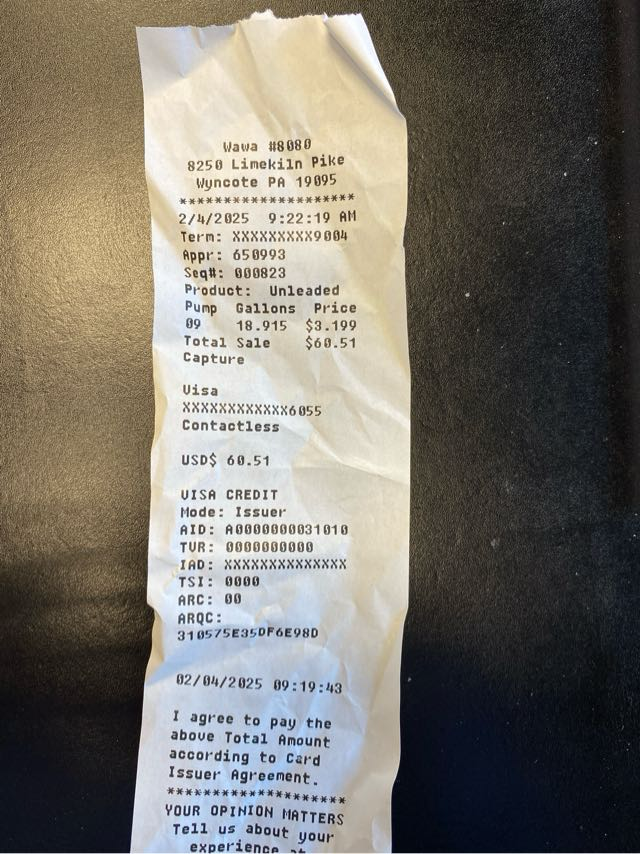 Wawa #8080
8250 Limekiln Pike
Wyncote PA 19095
********************
2/4/2025 9:22:19 AM
Term: XXXXXXXXX9004
Appr: 650993
Seq#: 000823
Product: Unleaded
Pump Gallons Price
09 18.915 $3.199
Total Sale $60.51
Capture
Visa
XXXXXXXXXXXX6055
Contactless
USD$ 60.51
VISA CREDIT
Mode: Issuer
AID: A0000000031010
TVR: 0000000000
IAD: XXXXXXXXXXXXXX
TSI: 0000
ARC: 00
ARQC:
310575E35DF6E98D
02/04/2025 09:19:43
I agree to pay the
above Total Amount
according to Card
Issuer Agreement.
********************
YOUR OPINION MATTERS
Tell us about your
experience at